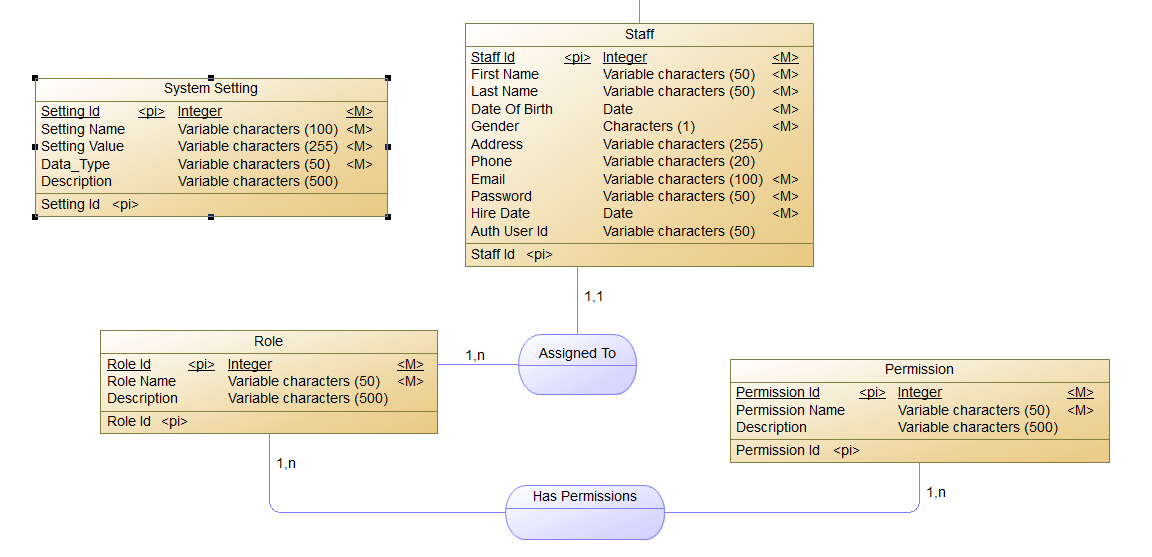 Staff
Staff Id <pi> Integer <M>
First Name Variable characters (50) <M>
Last Name Variable characters (50) <M>
Date Of Birth Date <M>
Gender Characters (1) <M>
Address Variable characters (255)
Phone Variable characters (20)
Email Variable characters (100) <M>
Password Variable characters (50) <M>
Hire Date Date <M>
Auth User Id Variable characters (50)
Staff Id <pi>
System Setting
Setting Id <pi> Integer <M>
Setting Name Variable characters (100) <M>
Setting Value Variable characters (255) <M>
Data_Type Variable characters (50) <M>
Description Variable characters (500)
Setting Id <pi>
1,1
Assigned To
1,n
Role
Role Id <pi> Integer <M>
Role Name Variable characters (50) <M>
Description Variable characters (500)
Role Id <pi>
Permission
Permission Id <pi> Integer <M>
Permission Name Variable characters (50) <M>
Description Variable characters (500)
Permission Id <pi>
1,n
Has Permissions
1,n